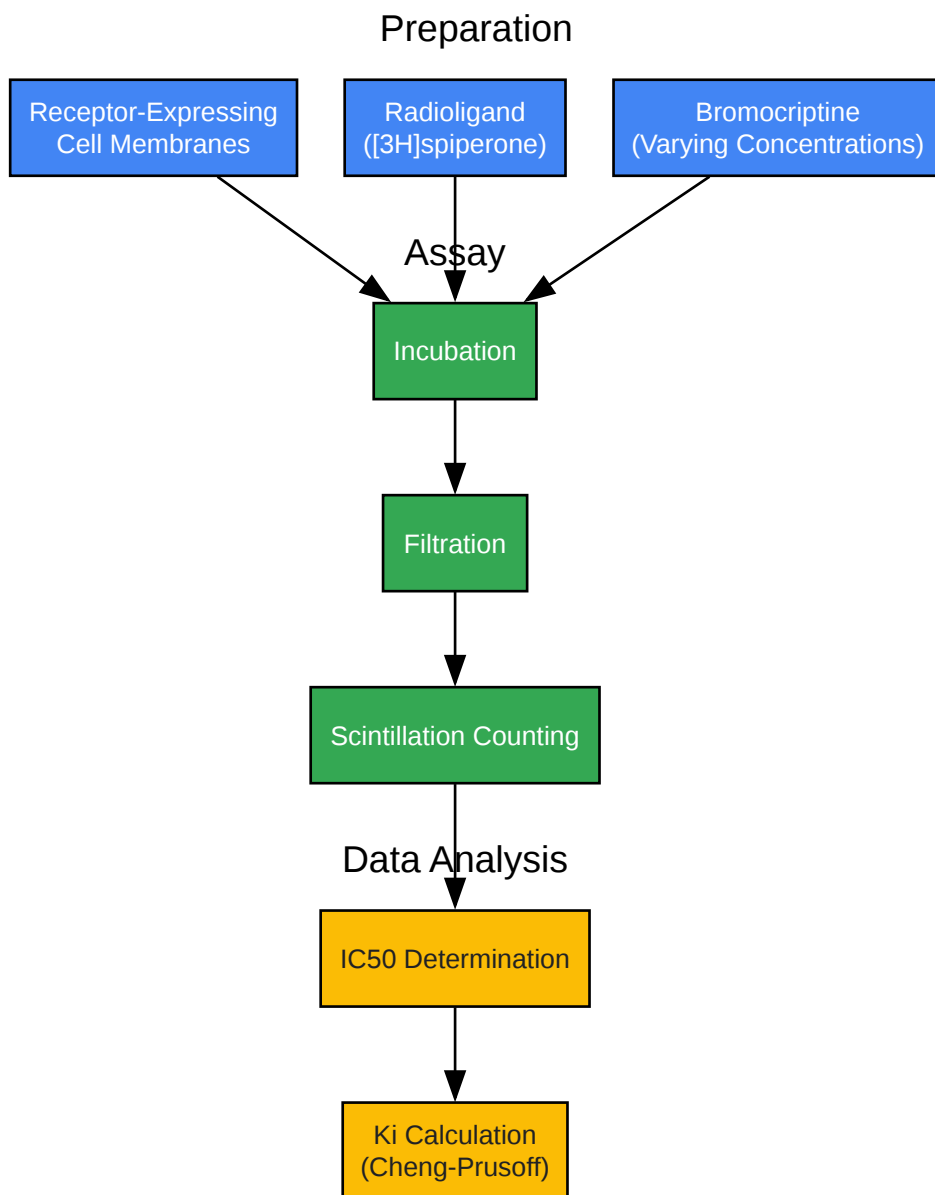 Preparation
Receptor-Expressing
Cell Membranes
Radioligand
([3H]spiperone)
Bromocriptine
(Varying Concentrations)
Assay
Incubation
Filtration
Scintillation Counting
Data Analysis
IC50 Determination
Ki Calculation
(Cheng-Prusoff)